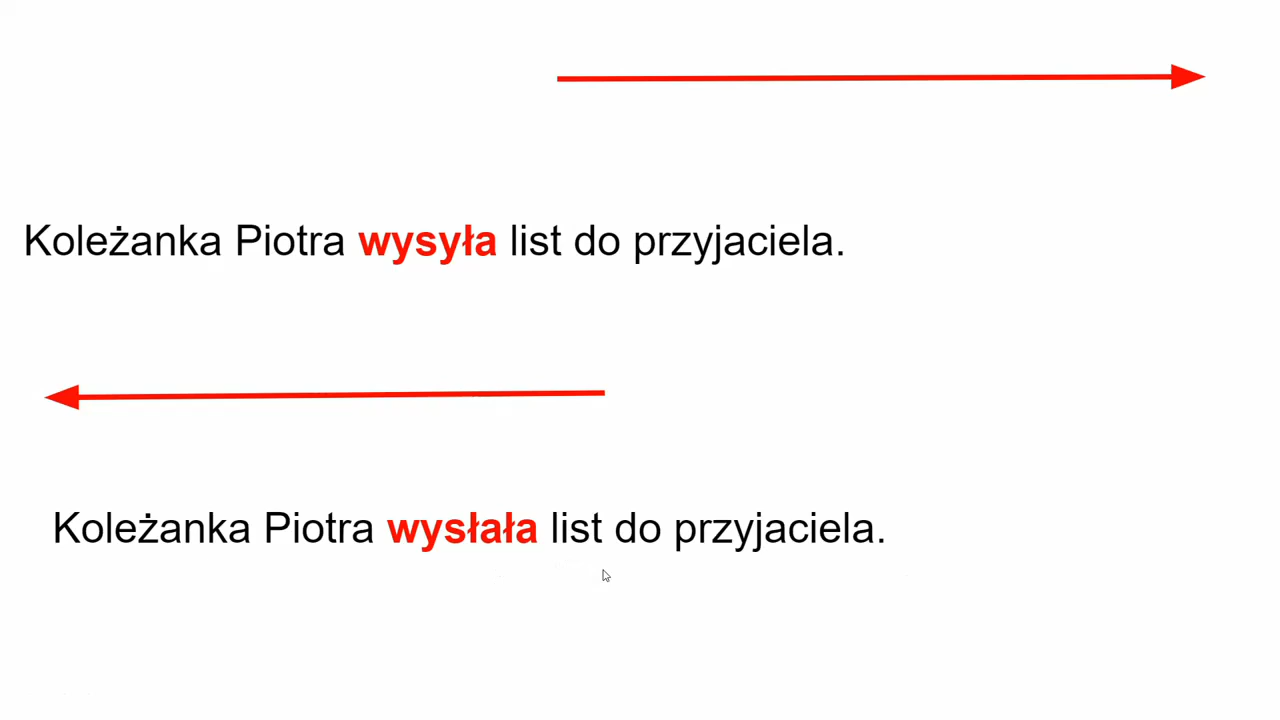 Koleżanka Piotra wysyła list do przyjaciela.
Koleżanka Piotra wysłała list do przyjaciela.